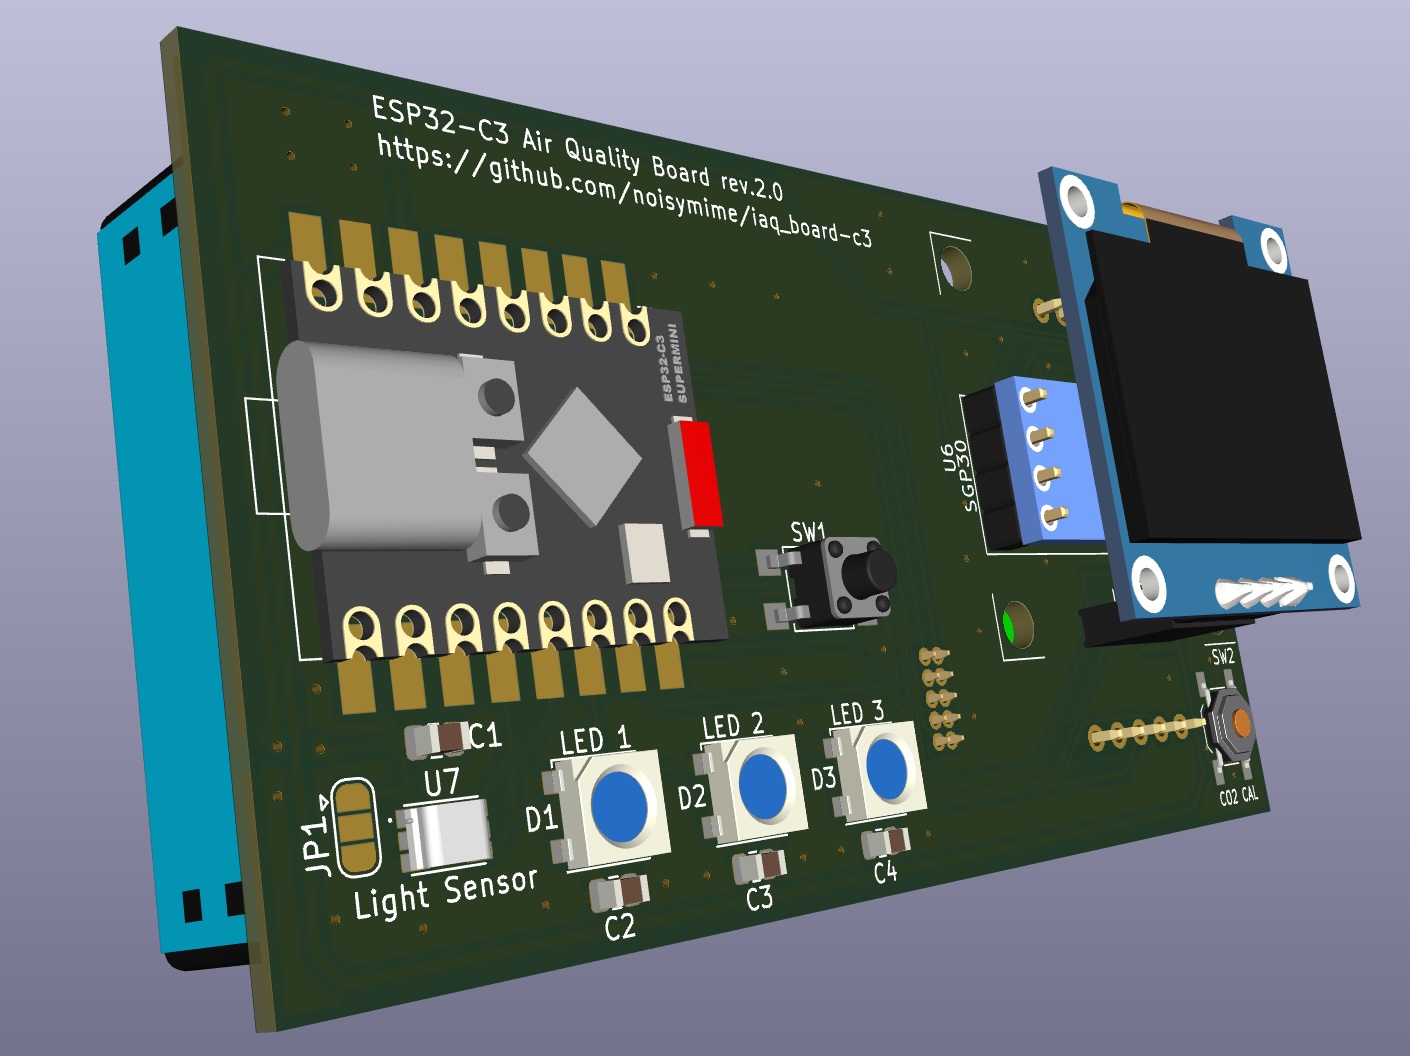 ESP32-C3 Air Quality Board rev.2.0
https://github.com/noisymime/iaq_board-c3
ESP32-C3
SUPERMINI
U6
SGP30
SW1
SW2
CO2 CAL
C1
U7
JP1
Light Sensor
LED 1
D1
C2
LED 2
D2
C3
LED 3
D3
C4